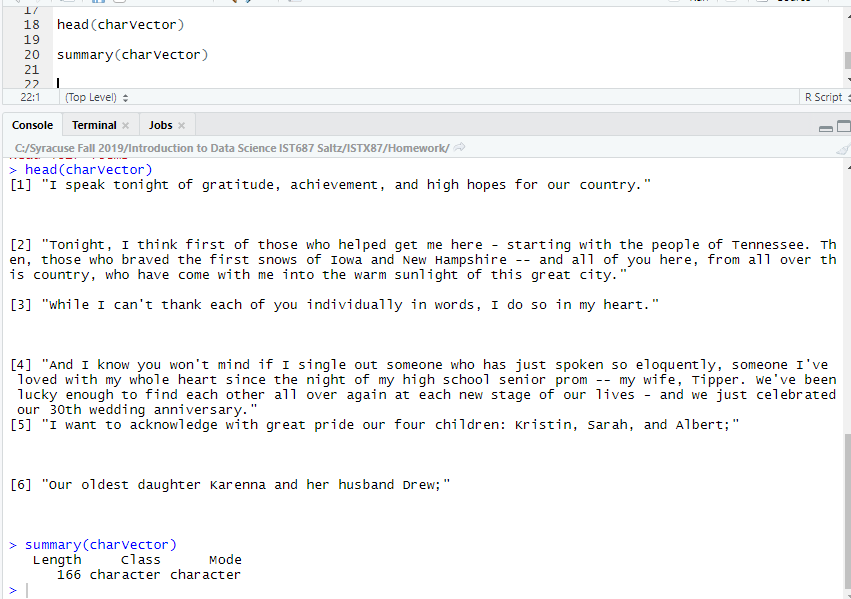 17
18 head(charVector)
19
20 summary(charVector)
21
22
22:1 (Top Level) R Script
Console Terminal × Jobs ×
C:/Syracuse Fall 2019/Introduction to Data Science IST687 Saltz/ISTX87/Homework/
> head(charVector)
[1] "I speak tonight of gratitude, achievement, and high hopes for our country."
[2] "Tonight, I think first of those who helped get me here - starting with the people of Tennessee. Th
en, those who braved the first snows of Iowa and New Hampshire -- and all of you here, from all over th
is country, who have come with me into the warm sunlight of this great city."
[3] "While I can't thank each of you individually in words, I do so in my heart."
[4] "And I know you won't mind if I single out someone who has just spoken so eloquently, someone I've
loved with my whole heart since the night of my high school senior prom -- my wife, Tipper. We've been
lucky enough to find each other all over again at each new stage of our lives - and we just celebrated
our 30th wedding anniversary."
[5] "I want to acknowledge with great pride our four children: Kristin, Sarah, and Albert;"
[6] "Our oldest daughter Karenna and her husband Drew;"
> summary(charVector)
Length Class Mode
166 character character
>